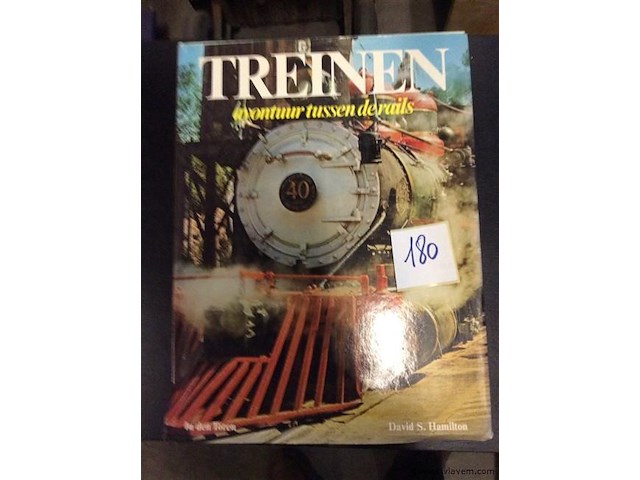 TREINEN
avontuur tussen de rails
40
180
In den Toren
David S. Hamilton